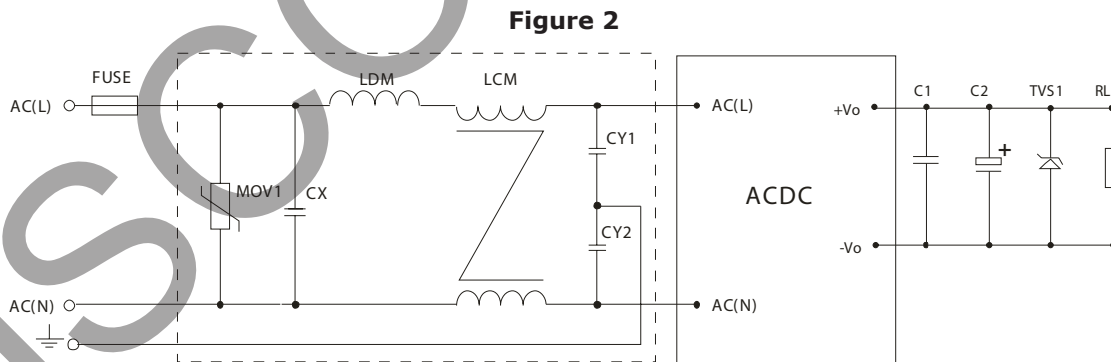 Figure 2
FUSE
LDM
LCM
C1
C2
TVS1
RL
AC(L)
AC(L)
+Vo
CY1
MOV1
CX
ACDC
CY2
-Vo
AC(N)
AC(N)
+